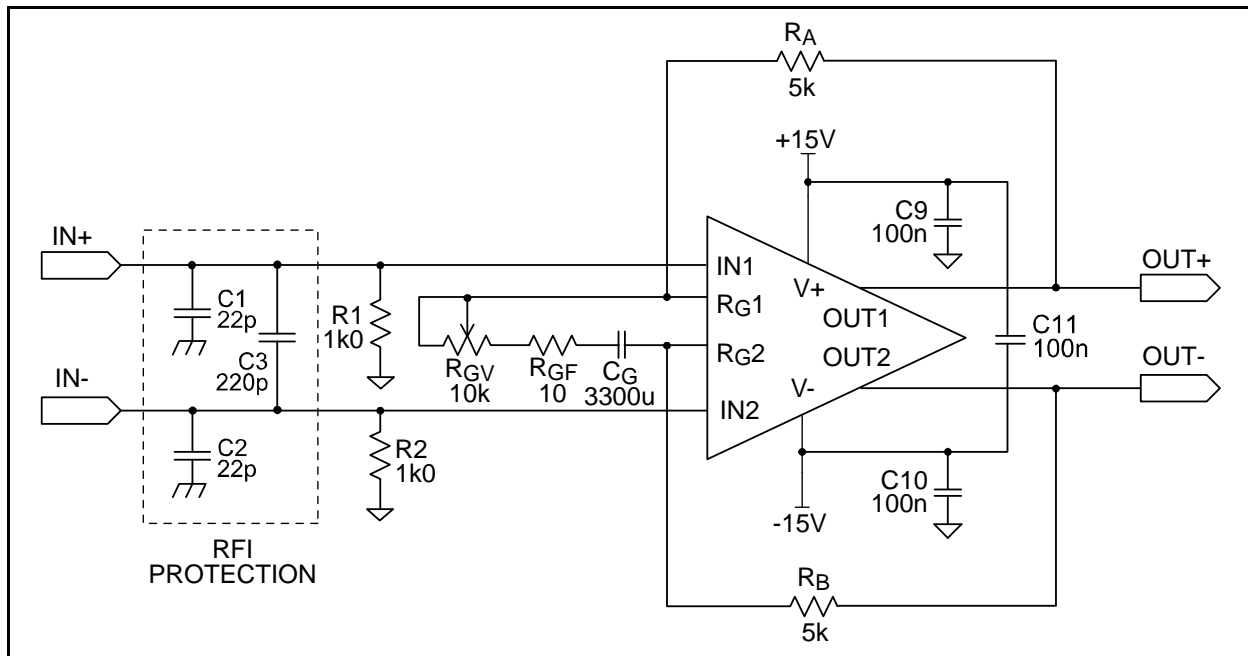 RA
5k
+15V
C9
100n
IN+
OUT+
IN1
C1
22p
V+
RG1
R1
1k0
OUT1
C3
220p
C11
100n
RG2
OUT2
RGV
10k
RGF
10
CG
3300u
IN-
OUT-
V-
IN2
C2
22p
R2
1k0
C10
100n
-15V
RFI
PROTECTION
RB
5k